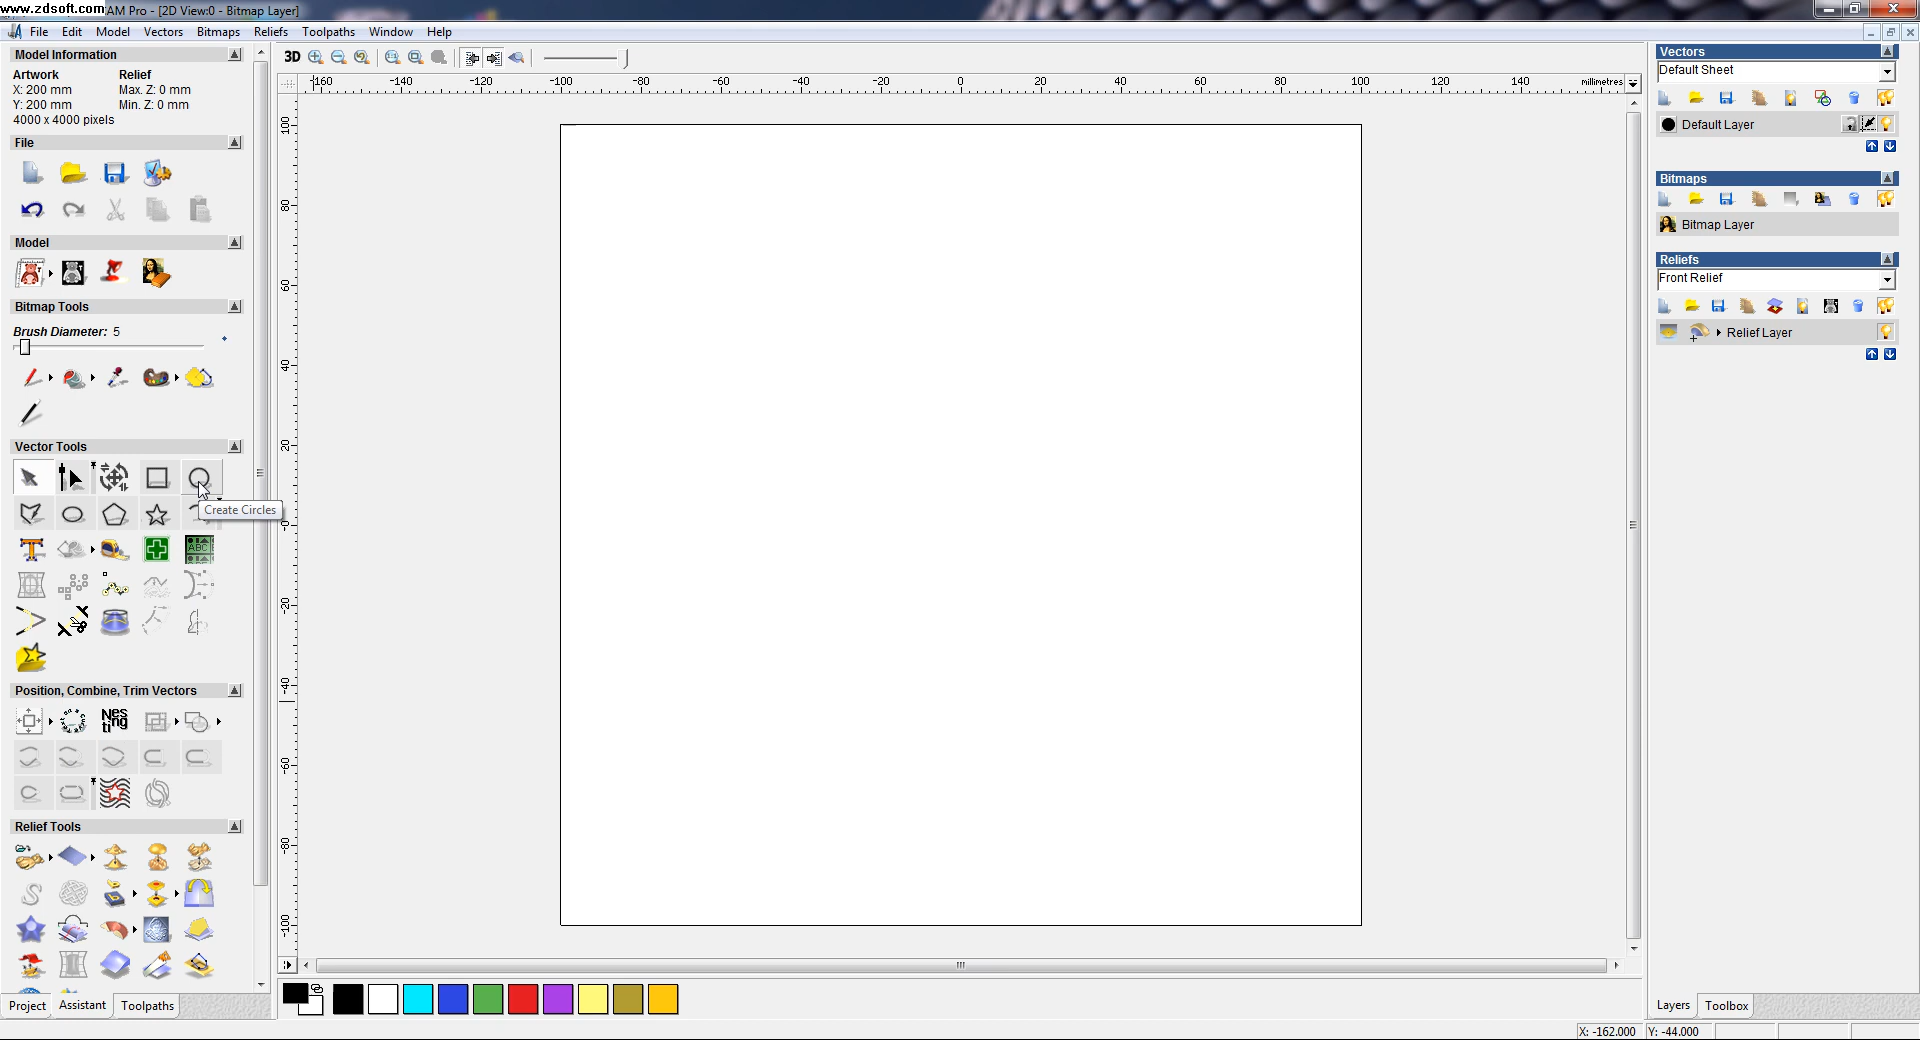 www.zdsoft.com AM Pro - [2D View:0 - Bitmap Layer]
File Edit Model Vectors Bitmaps Reliefs Toolpaths Window Help
Model Information
Artwork Relief
X: 200 mm Max. Z: 0 mm
Y: 200 mm Min. Z: 0 mm
4000 x 4000 pixels
File
Model
Bitmap Tools
Brush Diameter: 5
Vector Tools
Create Circles
T
ABC
Position, Combine, Trim Vectors
Nes
ti ng
Relief Tools
Project Assistant Toolpaths
3D
-160 -140 -120 -100 -80 -60 -40 -20 0 20 40 60 80 100 120 140 millimetres
100
80
60
40
20
0
-20
-40
-60
-80
-100
Vectors
Default Sheet
Default Layer
Bitmaps
Bitmap Layer
Reliefs
Front Relief
Relief Layer
Layers Toolbox
X: -162.000 Y: -44.000